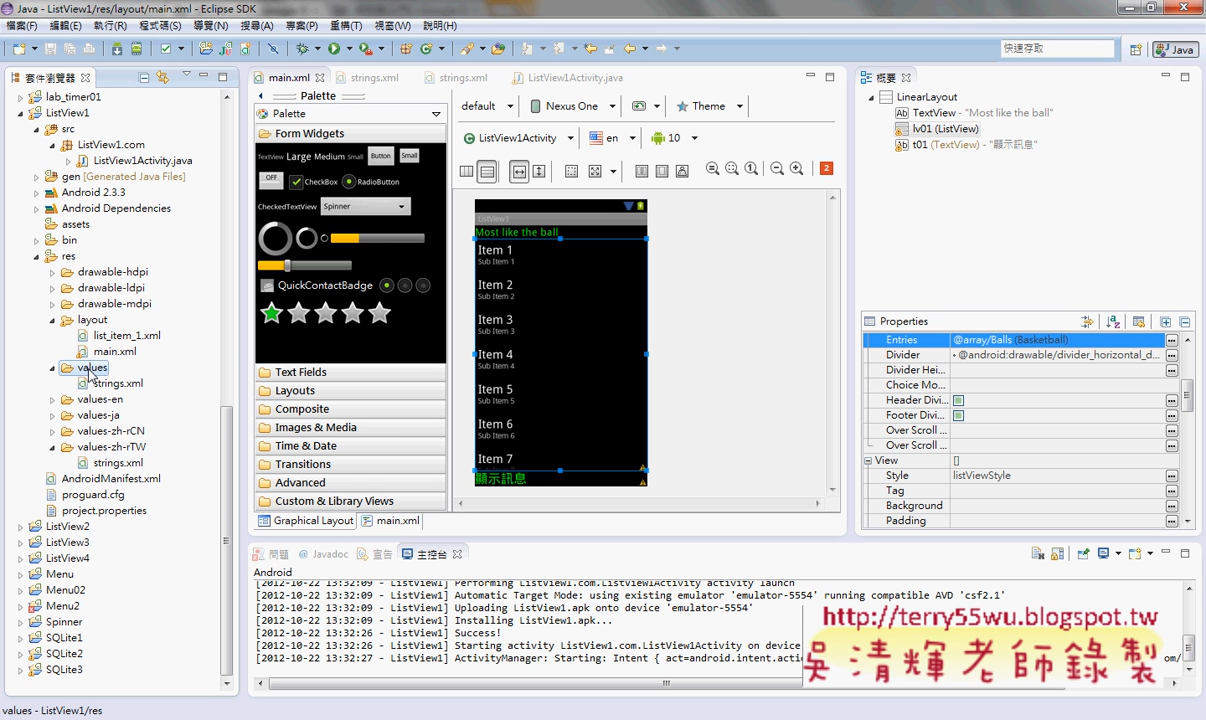 Java - ListView1/res/layout/main.xml - Eclipse SDK
檔案(F) 編輯(E) 執行(R) 程式碼(S) 導覽(N) 搜尋(A) 專案(P) 重構(T) 視窗(W) 說明(H)
快速存取
Java
套件瀏覽器
lab_timer01
ListView1
src
ListView1.com
ListView1Activity.java
gen [Generated Java Files]
Android 2.3.3
Android Dependencies
assets
bin
res
drawable-hdpi
drawable-ldpi
drawable-mdpi
layout
list_item_1.xml
main.xml
values
strings.xml
values-en
values-ja
values-zh-rCN
values-zh-rTW
strings.xml
AndroidManifest.xml
proguard.cfg
project.properties
ListView2
ListView3
ListView4
Menu
Menu02
Menu2
Spinner
SQLite1
SQLite2
SQLite3
main.xml strings.xml strings.xml ListView1Activity.java
Palette
Palette
Form Widgets
TextView Large Medium Small Button Small
OFF CheckBox RadioButton
CheckedTextView Spinner
QuickContactBadge
Text Fields
Layouts
Composite
Images & Media
Time & Date
Transitions
Advanced
Custom & Library Views
default Nexus One Theme
ListView1Activity en 10
2
ListView1
Most like the ball
Item 1
Sub Item 1
Item 2
Sub Item 2
Item 3
Sub Item 3
Item 4
Sub Item 4
Item 5
Sub Item 5
Item 6
Sub Item 6
Item 7
顯示訊息
Graphical Layout main.xml
概要
LinearLayout
TextView - "Most like the ball"
lv01 (ListView)
t01 (TextView) - "顯示訊息"
Properties
Entries @array/Balls (Basketball)
Divider @android:drawable/divider_horizontal_d...
Divider Hei...
Choice Mo...
Header Divi...
Footer Divi...
Over Scroll ...
Over Scroll ...
View []
Style listViewStyle
Tag
Background
Padding
問題 Javadoc 宣告 主控台
Android
[2012-10-22 13:32:09 - ListView1] Performing ListView1.com.ListView1Activity activity launch
[2012-10-22 13:32:09 - ListView1] Automatic Target Mode: using existing emulator 'emulator-5554' running compatible AVD 'csf2.1'
[2012-10-22 13:32:09 - ListView1] Uploading ListView1.apk onto device 'emulator-5554'
[2012-10-22 13:32:09 - ListView1] Installing ListView1.apk...
[2012-10-22 13:32:26 - ListView1] Success!
[2012-10-22 13:32:26 - ListView1] Starting activity ListView1.com.ListView1Activity on device
[2012-10-22 13:32:27 - ListView1] ActivityManager: Starting: Intent { act=android.intent.actio
http://terry55wu.blogspot.tw
吳清輝老師錄製
values - ListView1/res